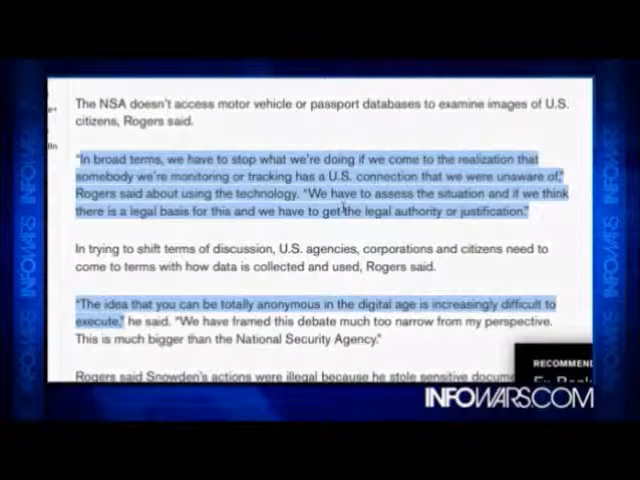 The NSA doesn't access motor vehicle or passport databases to examine images of U.S.
citizens, Rogers said.
"In broad terms, we have to stop what we're doing if we come to the realization that
somebody we're monitoring or tracking has a U.S. connection that we were unaware of,"
Rogers said about using the technology. "We have to assess the situation and if we think
there is a legal basis for this and we have to get the legal authority or justification."
In trying to shift terms of discussion, U.S. agencies, corporations and citizens need to
come to terms with how data is collected and used, Rogers said.
"The idea that you can be totally anonymous in the digital age is increasingly difficult to
execute," he said. "We have framed this debate much too narrow from my perspective.
This is much bigger than the National Security Agency."
Rogers said Snowden's actions were illegal because he stole sensitive
RECOMMEND
INFOWARS.COM
INFOWARS
INFOWARS
INFOWARS
INFOWARS